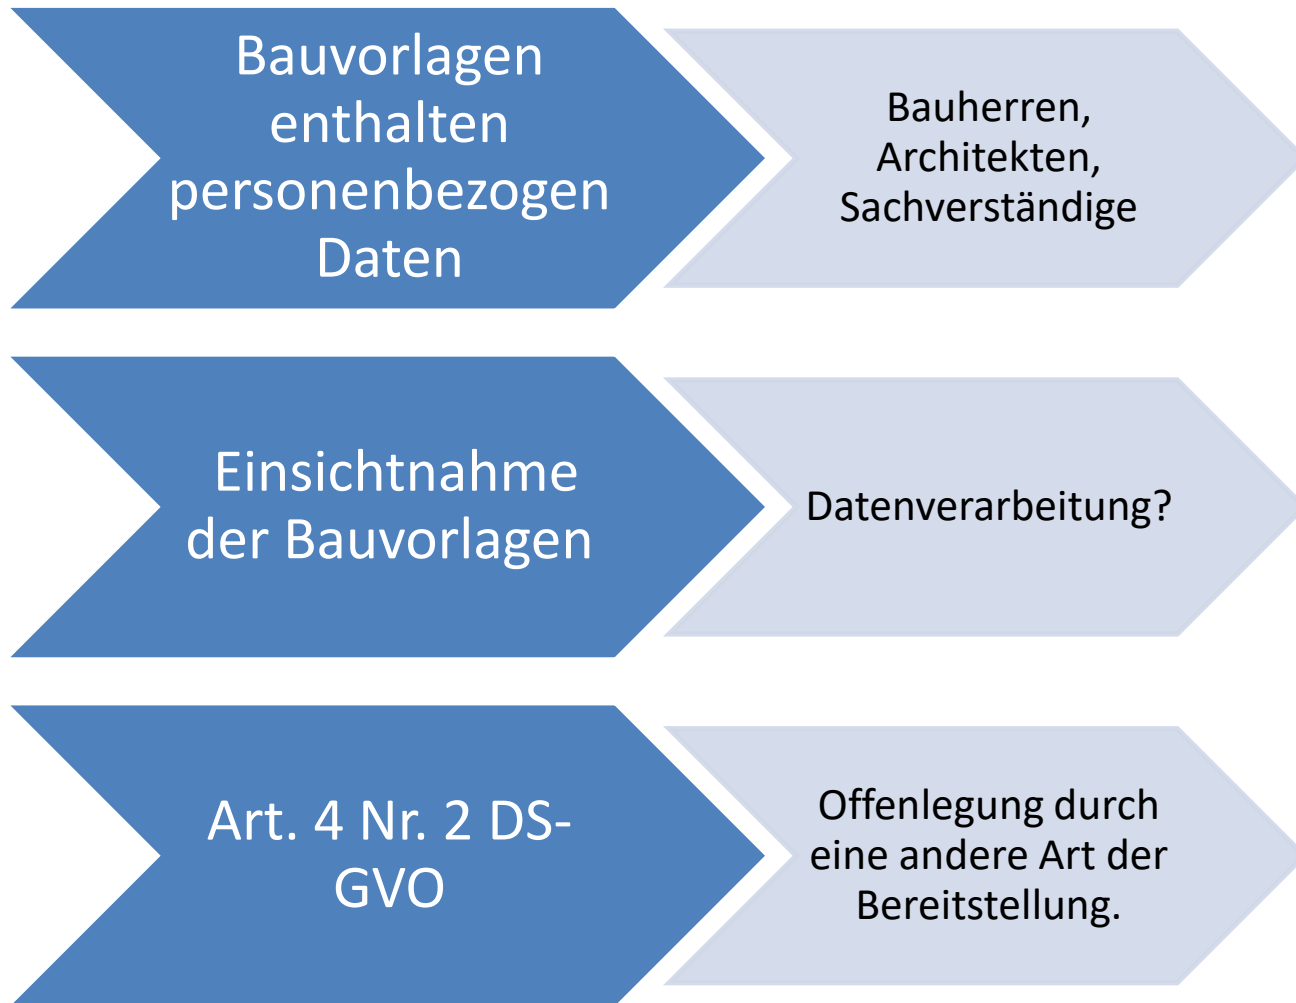 Bauvorlagen
enthalten
personenbezogen
Daten
Bauherren,
Architekten,
Sachverständige
Einsichtnahme
der Bauvorlagen
Datenverarbeitung?
Art. 4 Nr. 2 DS-
GVO
Offenlegung durch
eine andere Art der
Bereitstellung.